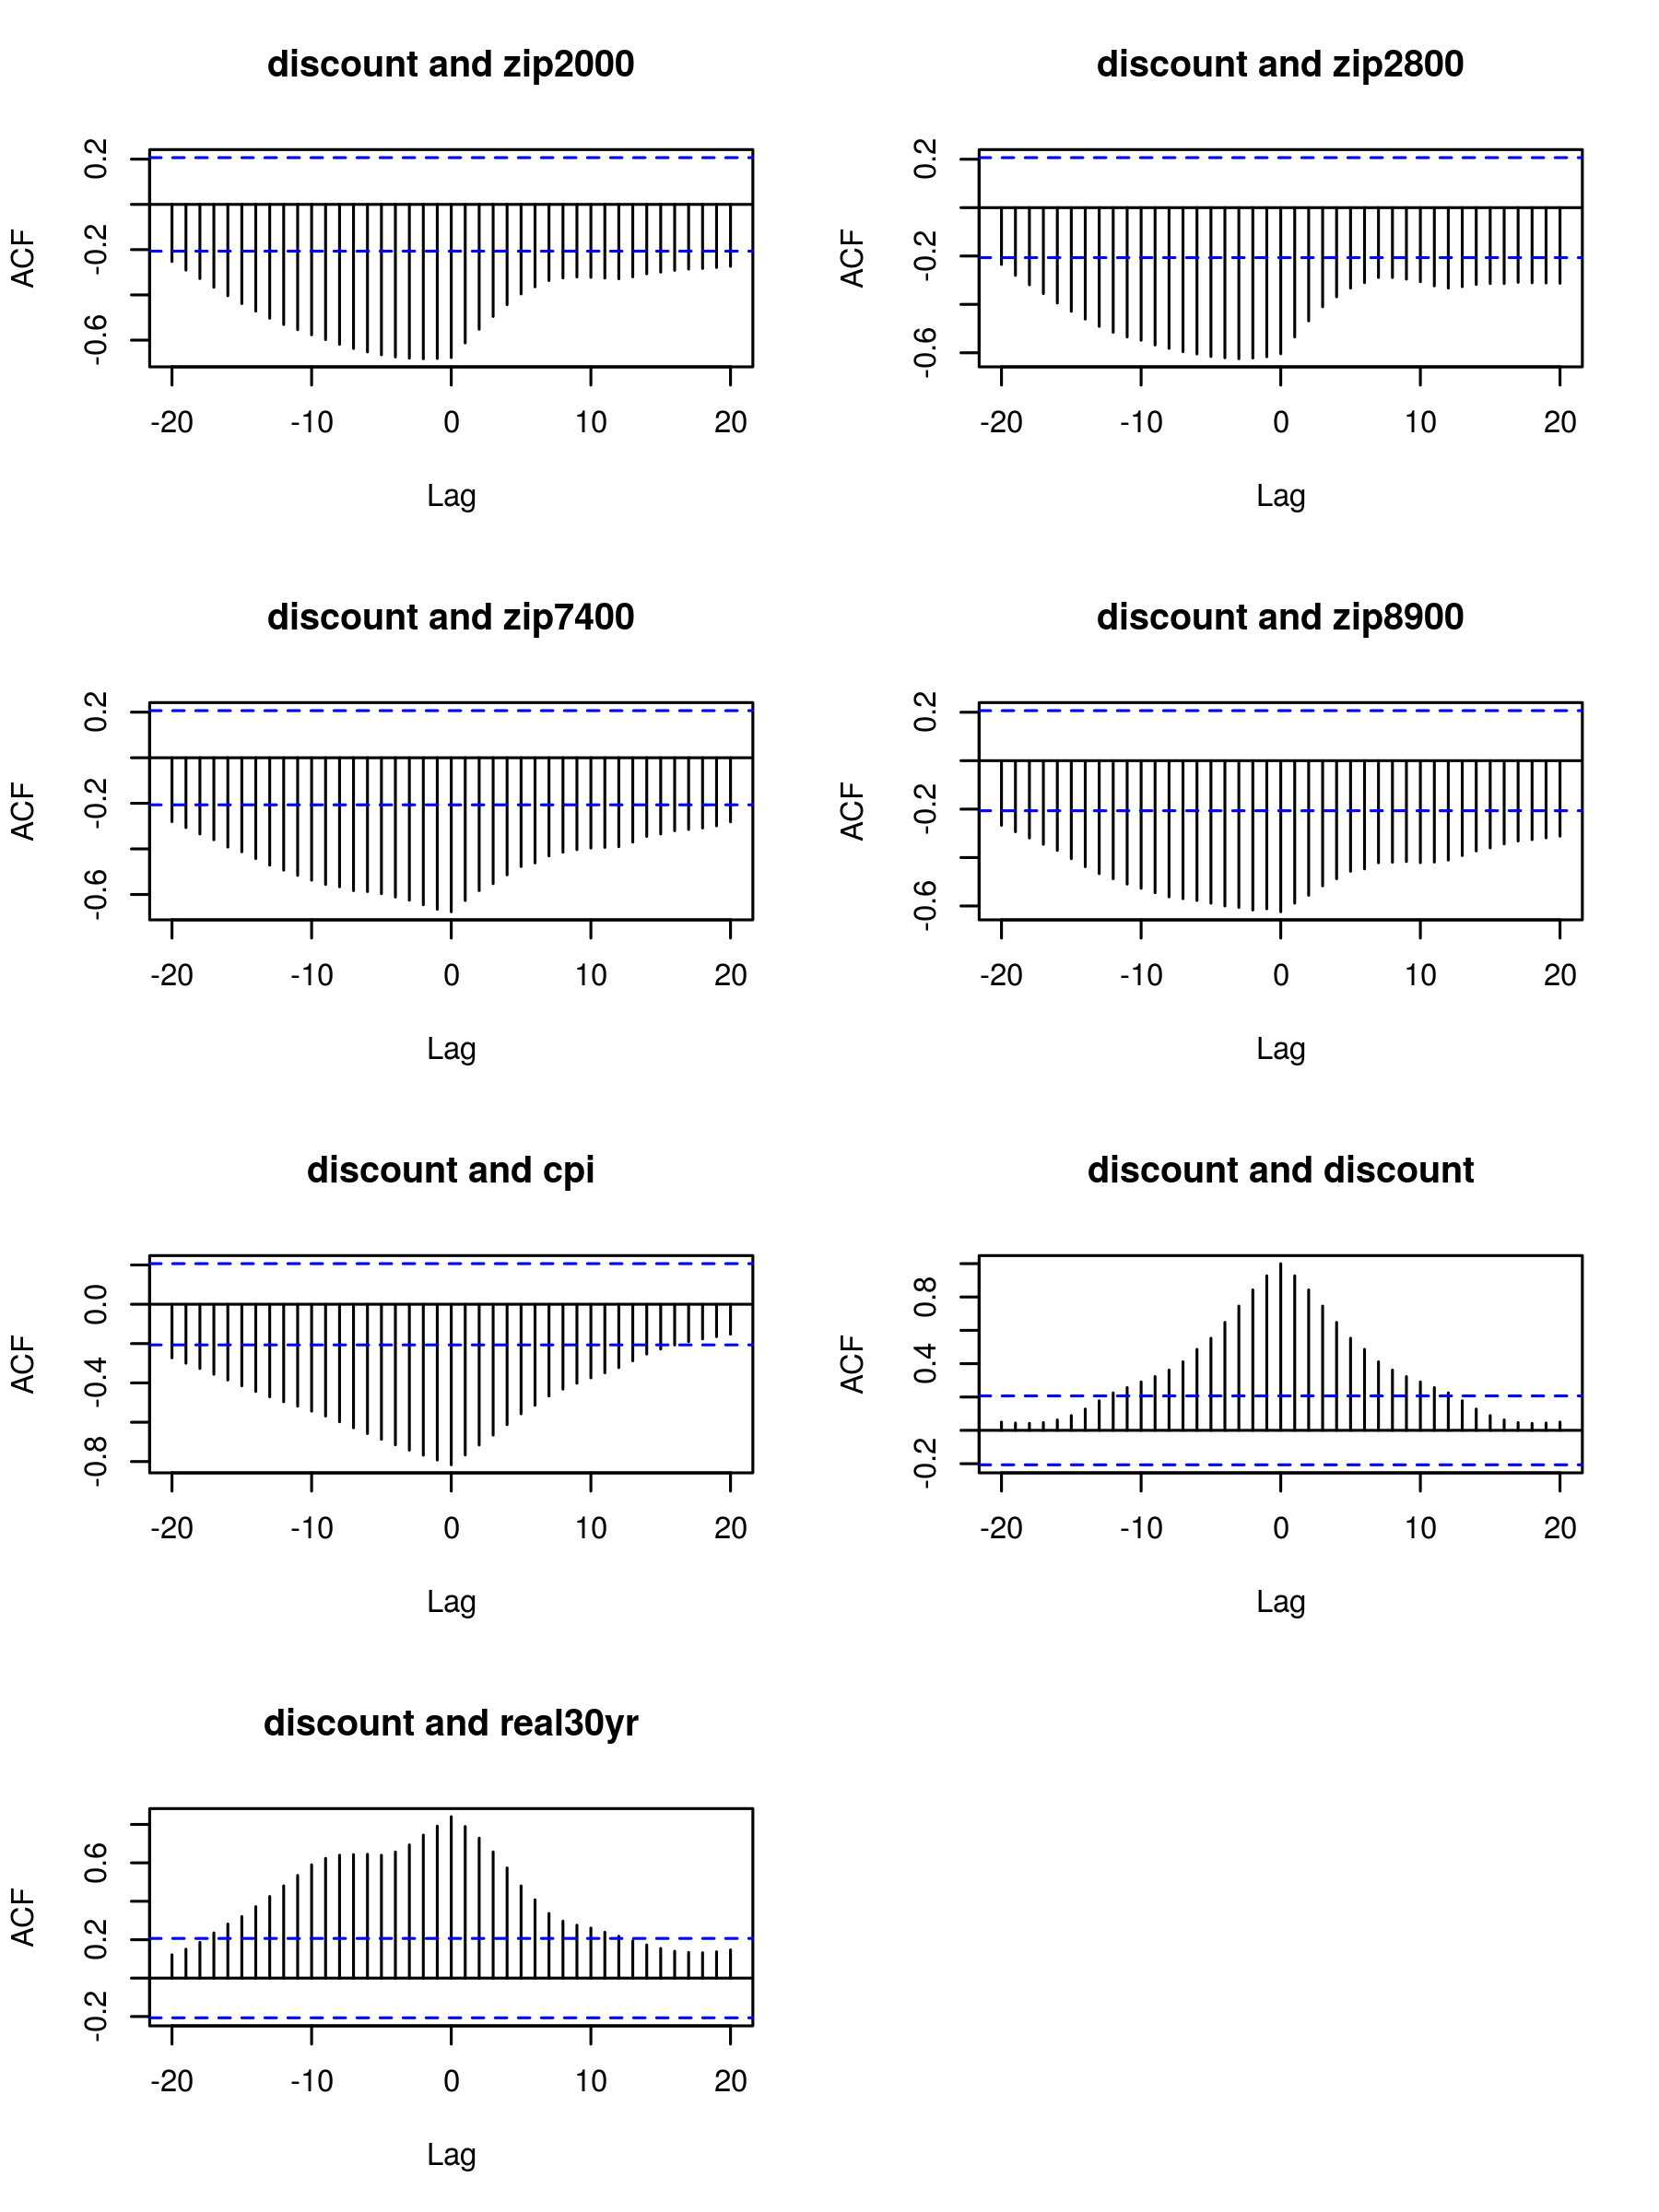 discount and zip2000
ACF
0.2
-0.2
-0.6
-20 -10 0 10 20
Lag
discount and zip2800
ACF
0.2
-0.2
-0.6
-20 -10 0 10 20
Lag
discount and zip7400
ACF
0.2
-0.2
-0.6
-20 -10 0 10 20
Lag
discount and zip8900
ACF
0.2
-0.2
-0.6
-20 -10 0 10 20
Lag
discount and cpi
ACF
0.0
-0.4
-0.8
-20 -10 0 10 20
Lag
discount and discount
ACF
0.8
0.4
-0.2
-20 -10 0 10 20
Lag
discount and real30yr
ACF
0.6
0.2
-0.2
-20 -10 0 10 20
Lag